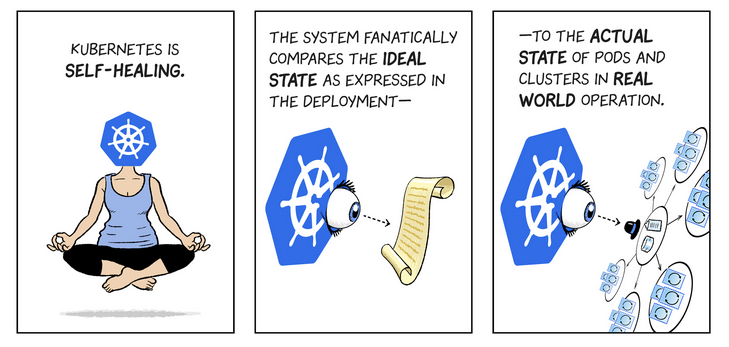 KUBERNETES IS
SELF-HEALING.
THE SYSTEM FANATICALLY
COMPARES THE IDEAL
STATE AS EXPRESSED IN
THE DEPLOYMENT—
—TO THE ACTUAL
STATE OF PODS AND
CLUSTERS IN REAL
WORLD OPERATION.